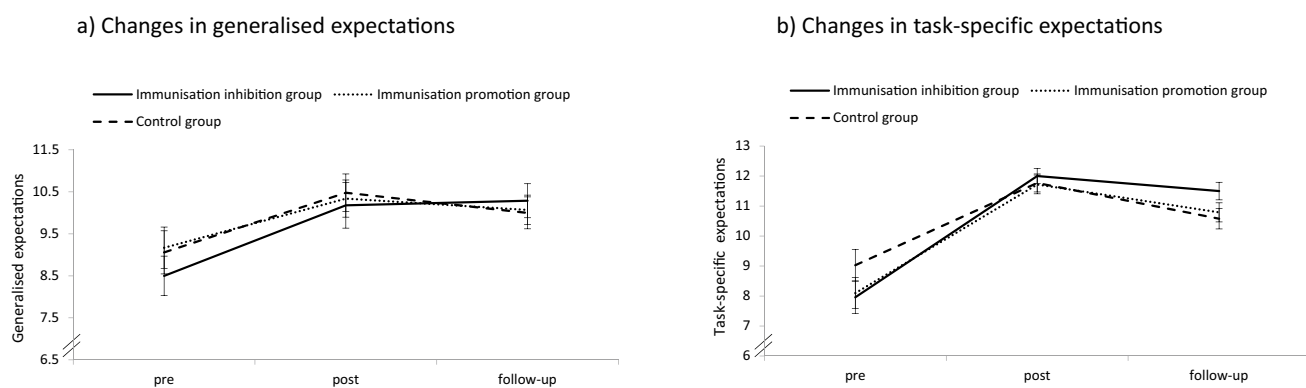 a) Changes in generalised expectations
Immunisation inhibition group
Immunisation promotion group
Control group
Generalised expectations
11.5
10.5
9.5
8.5
7.5
6.5
pre
post
follow-up
b) Changes in task-specific expectations
Immunisation inhibition group
Immunisation promotion group
Control group
Task-specific expectations
13
12
11
10
9
8
7
6
pre
post
follow-up